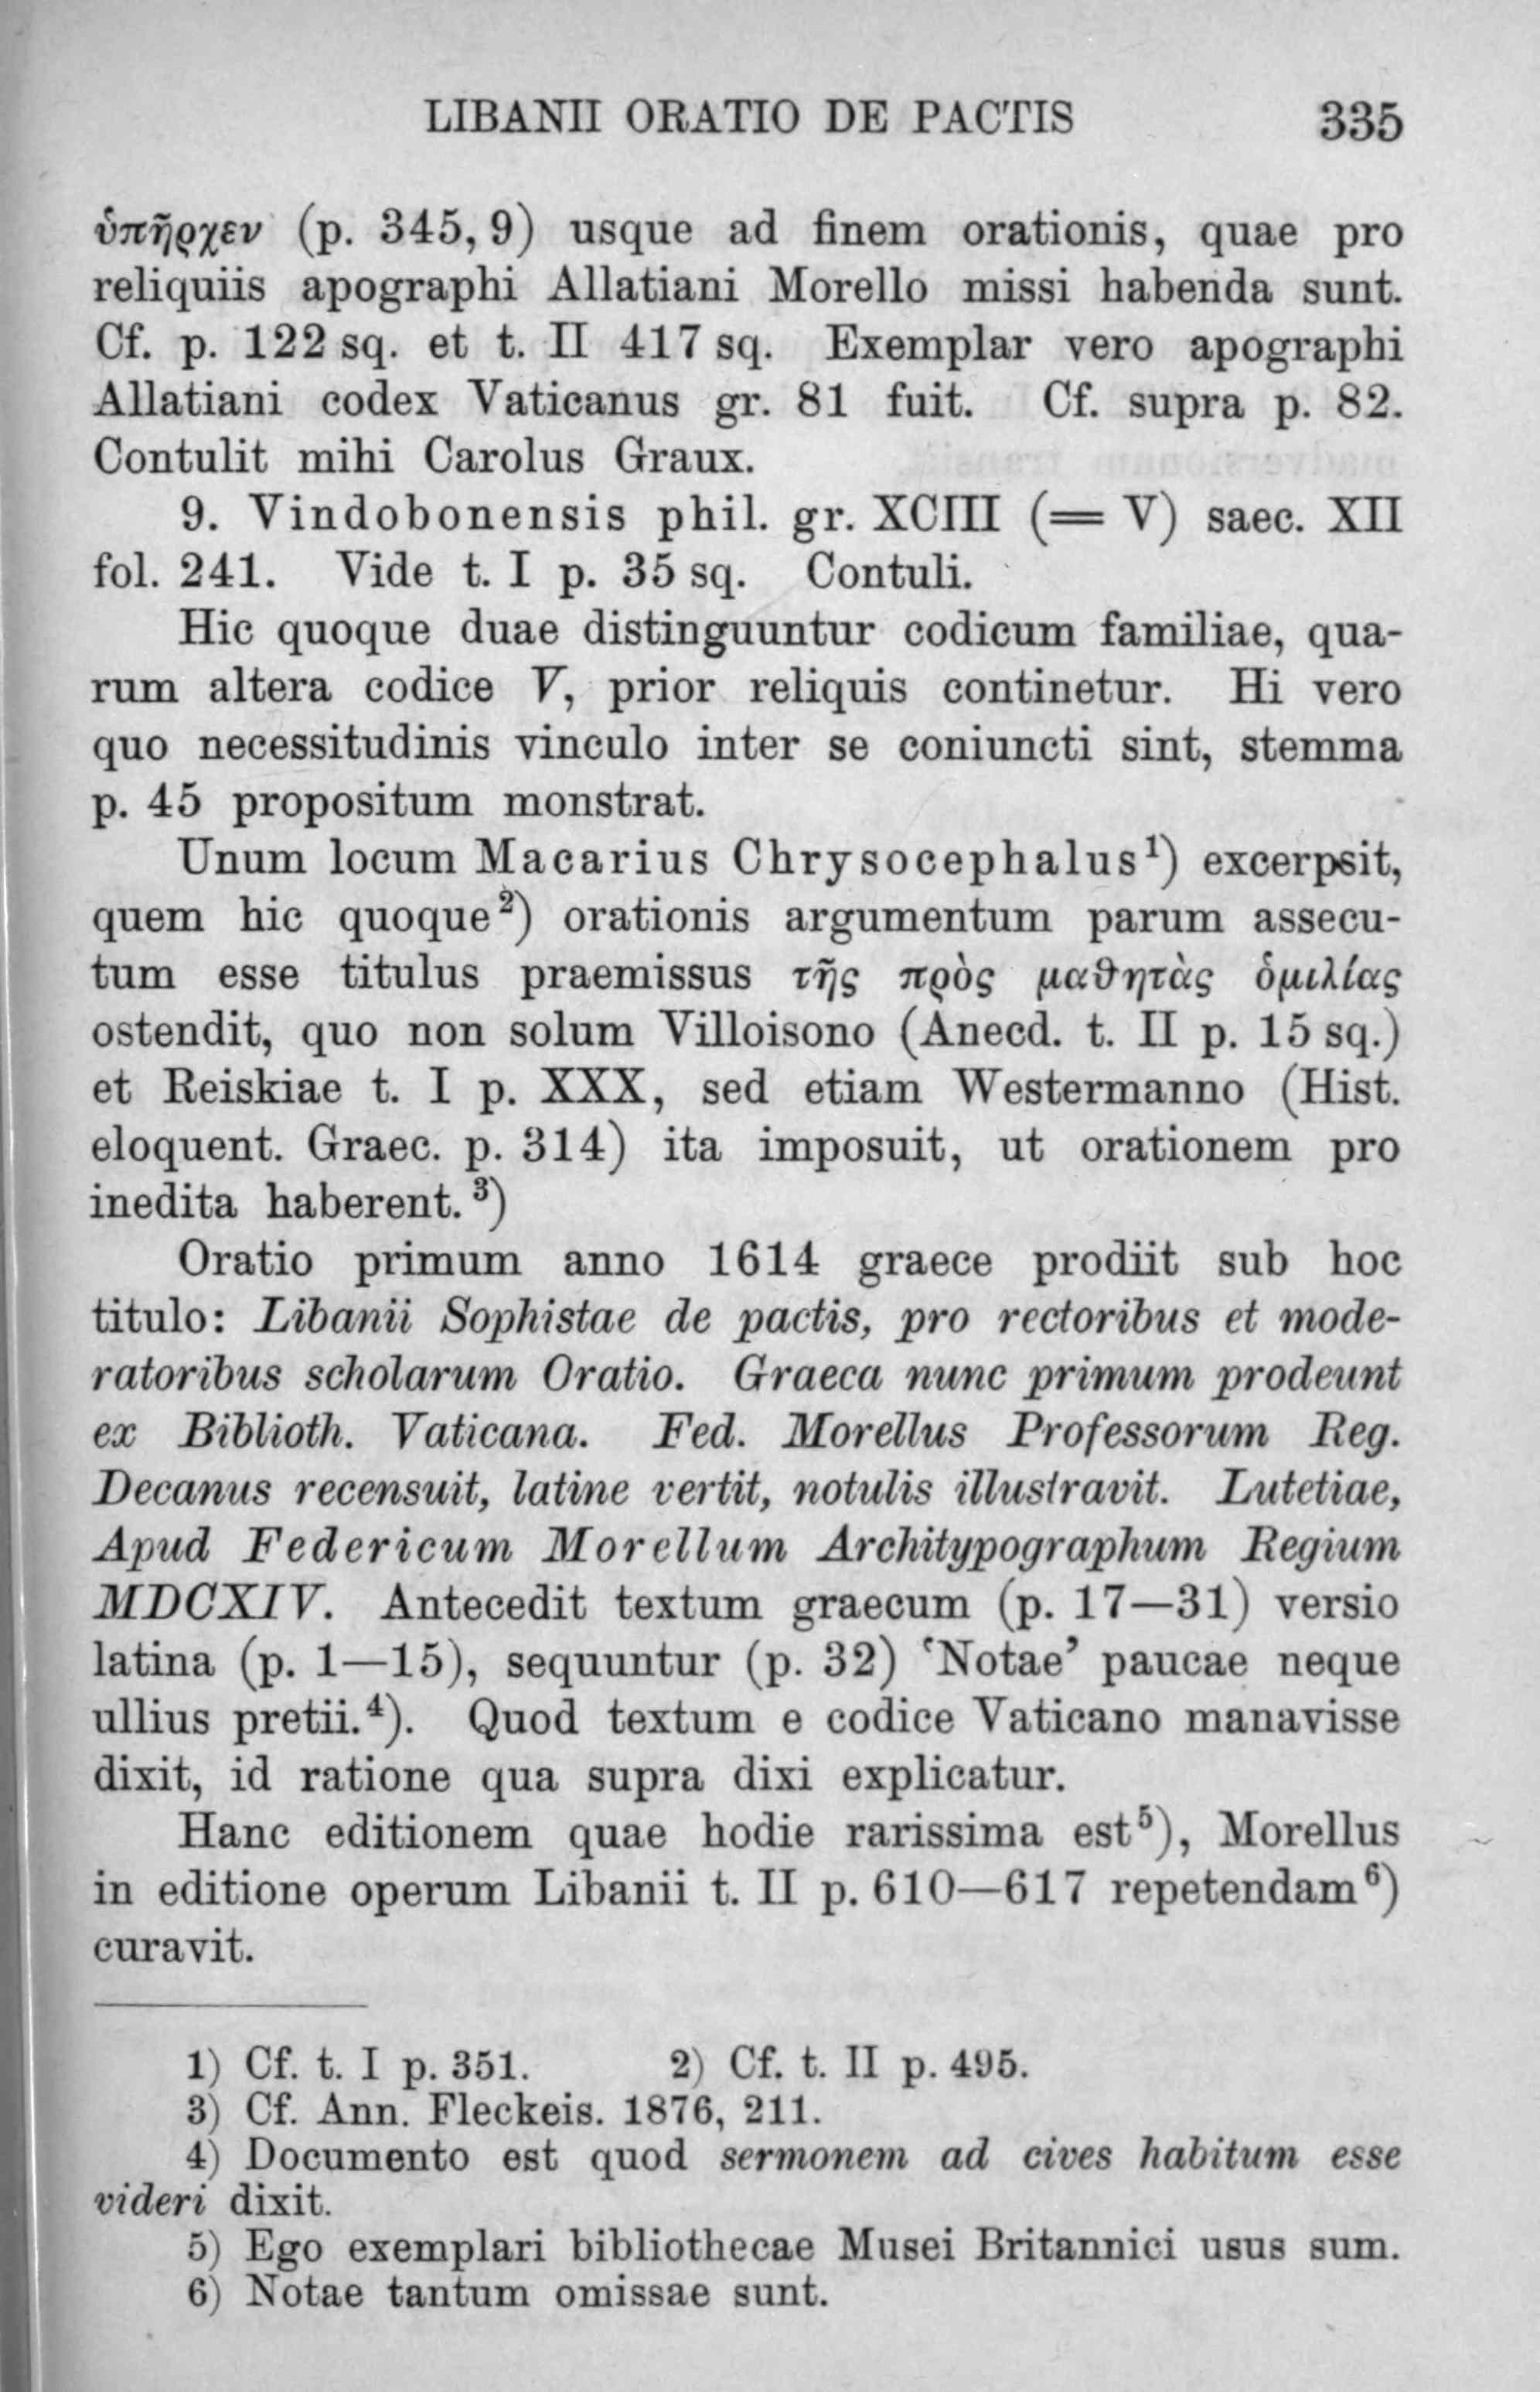 LIBANII ORATIO DE PACTIS 335
ὑπῆρχεν (p. 345, 9) usque ad finem orationis, quae pro
reliquiis apographi Allatiani Morello missi habenda sunt.
Cf. p. 122 sq. et t. II 417 sq. Exemplar vero apographi
Allatiani codex Vaticanus gr. 81 fuit. Cf. supra p. 82.
Contulit mihi Carolus Graux.
9. Vindobonensis phil. gr. XCIII (= V) saec. XII
fol. 241. Vide t. I p. 35 sq. Contuli.
Hic quoque duae distinguuntur codicum familiae, qua-
rum altera codice V, prior reliquis continetur. Hi vero
quo necessitudinis vinculo inter se coniuncti sint, stemma
p. 45 propositum monstrat.
Unum locum Macarius Chrysocephalus¹) excerpsit,
quem hic quoque²) orationis argumentum parum assecu-
tum esse titulus praemissus τῆς πρὸς μαθητὰς ὁμιλίας
ostendit, quo non solum Villoisono (Anecd. t. II p. 15 sq.)
et Reiskiae t. I p. XXX, sed etiam Westermanno (Hist.
eloquent. Graec. p. 314) ita imposuit, ut orationem pro
inedita haberent.³)
Oratio primum anno 1614 graece prodiit sub hoc
titulo: Libanii Sophistae de pactis, pro rectoribus et mode-
ratoribus scholarum Oratio. Graeca nunc primum prodeunt
ex Biblioth. Vaticana. Fed. Morellus Professorum Reg.
Decanus recensuit, latine vertit, notulis illustravit. Lutetiae,
Apud Federicum Morellum Architypographum Regium
MDCXIV. Antecedit textum graecum (p. 17—31) versio
latina (p. 1—15), sequuntur (p. 32) ‘Notae’ paucae neque
ullius pretii.⁴). Quod textum e codice Vaticano manavisse
dixit, id ratione qua supra dixi explicatur.
Hanc editionem quae hodie rarissima est⁵), Morellus
in editione operum Libanii t. II p. 610—617 repetendam⁶)
curavit.
1) Cf. t. I p. 351. 2) Cf. t. II p. 495.
3) Cf. Ann. Fleckeis. 1876, 211.
4) Documento est quod sermonem ad cives habitum esse
videri dixit.
5) Ego exemplari bibliothecae Musei Britannici usus sum.
6) Notae tantum omissae sunt.